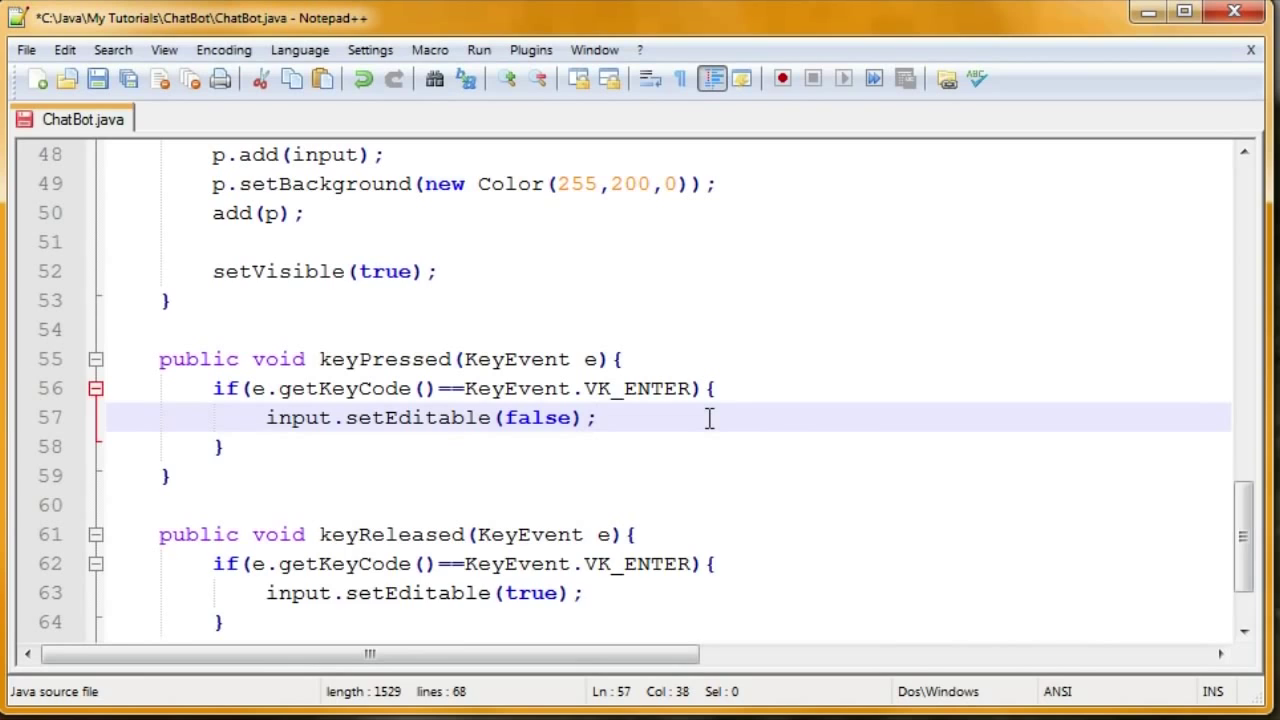 *C:\Java\My Tutorials\ChatBot\ChatBot.java - Notepad++
File Edit Search View Encoding Language Settings Macro Run Plugins Window ? X
ABC
ChatBot.java
48 p.add(input);
49 p.setBackground(new Color(255,200,0));
50 add(p);
51
52 setVisible(true);
53 }
54
55 public void keyPressed(KeyEvent e){
56 if(e.getKeyCode()==KeyEvent.VK_ENTER){
57 input.setEditable(false);
58 }
59 }
60
61 public void keyReleased(KeyEvent e){
62 if(e.getKeyCode()==KeyEvent.VK_ENTER){
63 input.setEditable(true);
64 }
Java source file length : 1529 lines : 68 Ln : 57 Col : 38 Sel : 0 Dos\Windows ANSI INS